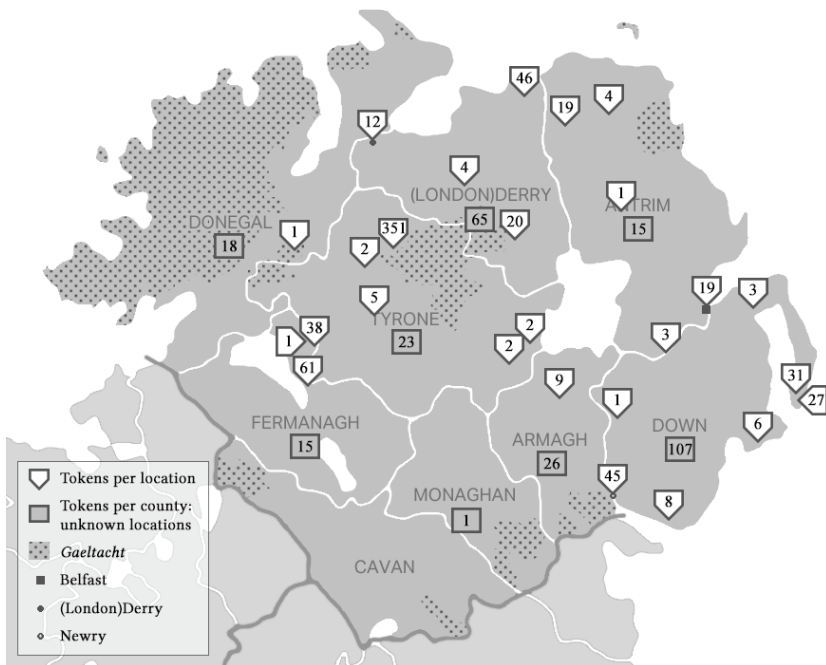 46
19
4
12
4
(LONDON)DERRY
65
20
1
ANTRIM
15
DONEGAL
18
1
351
2
5
TYRONE
23
19
3
3
2
2
38
1
61
9
1
31
27
6
FERMANAGH
15
ARMAGH
26
DOWN
107
45
8
MONAGHAN
1
CAVAN
Tokens per location
Tokens per county:
unknown locations
Gaeltacht
Belfast
(London)Derry
Newry